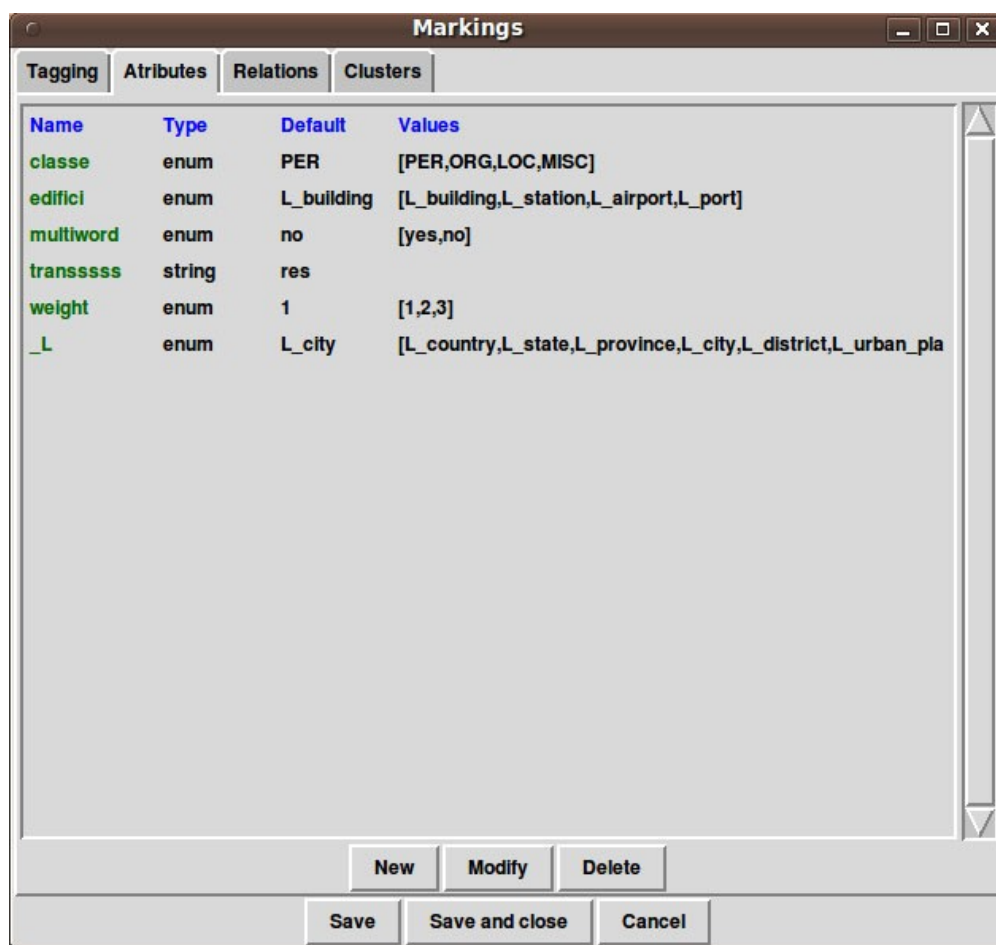 Markings
Tagging Atributes Relations Clusters
Name Type Default Values
classe enum PER [PER,ORG,LOC,MISC]
edifici enum L_building [L_building,L_station,L_airport,L_port]
multiword enum no [yes,no]
transssss string res
weight enum 1 [1,2,3]
_L enum L_city [L_country,L_state,L_province,L_city,L_district,L_urban_pla
New Modify Delete
Save Save and close Cancel